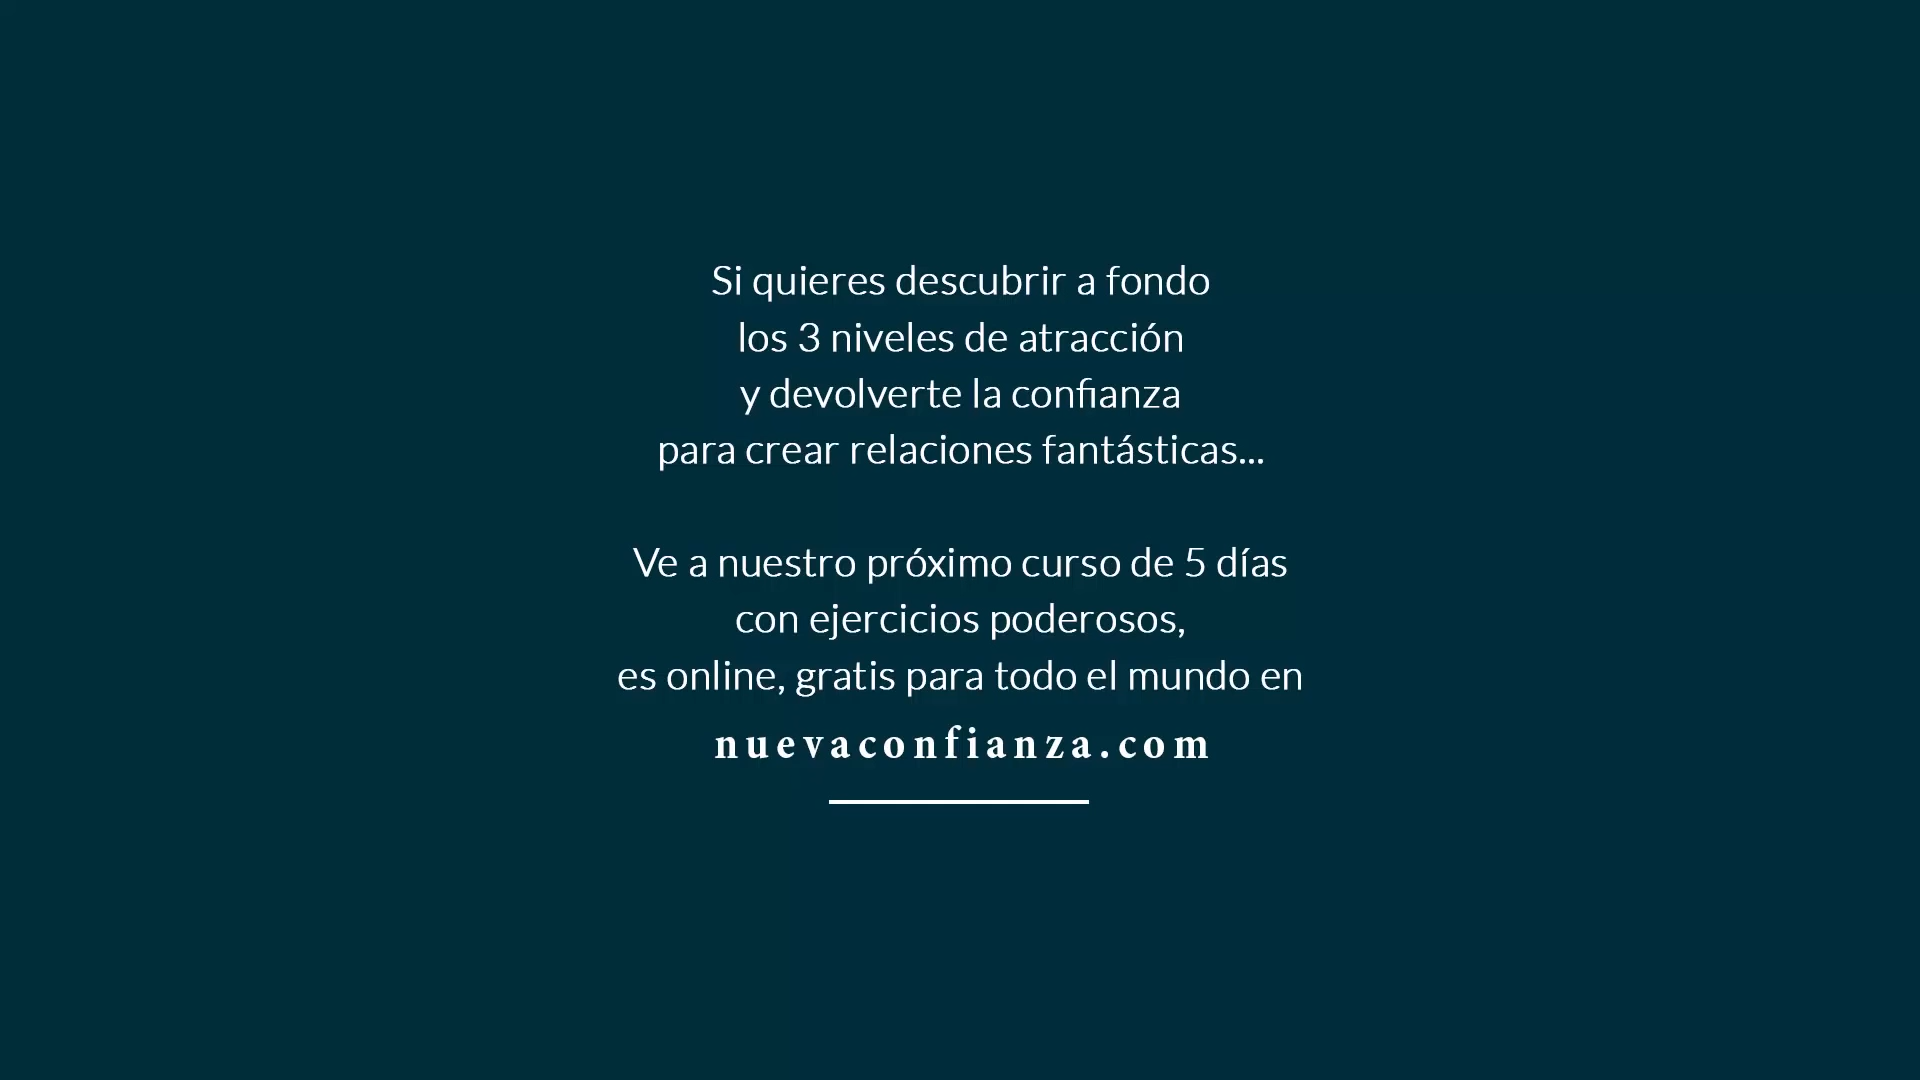 Si quieres descubrir a fondo
los 3 niveles de atracción
y devolverte la confianza
para crear relaciones fantásticas...
Ve a nuestro próximo curso de 5 días
con ejercicios poderosos,
es online, gratis para todo el mundo en
nuevaconfianza.com